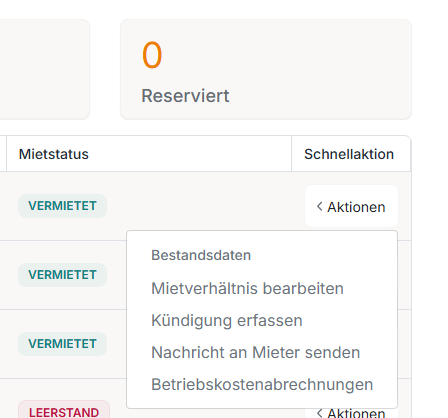 0
Reserviert
Mietstatus Schnellaktion
VERMIETET Aktionen
Bestandsdaten
VERMIETET Mietverhältnis bearbeiten
Kündigung erfassen
VERMIETET Nachricht an Mieter senden
Betriebskostenabrechnungen
LEERSTAND Aktionen